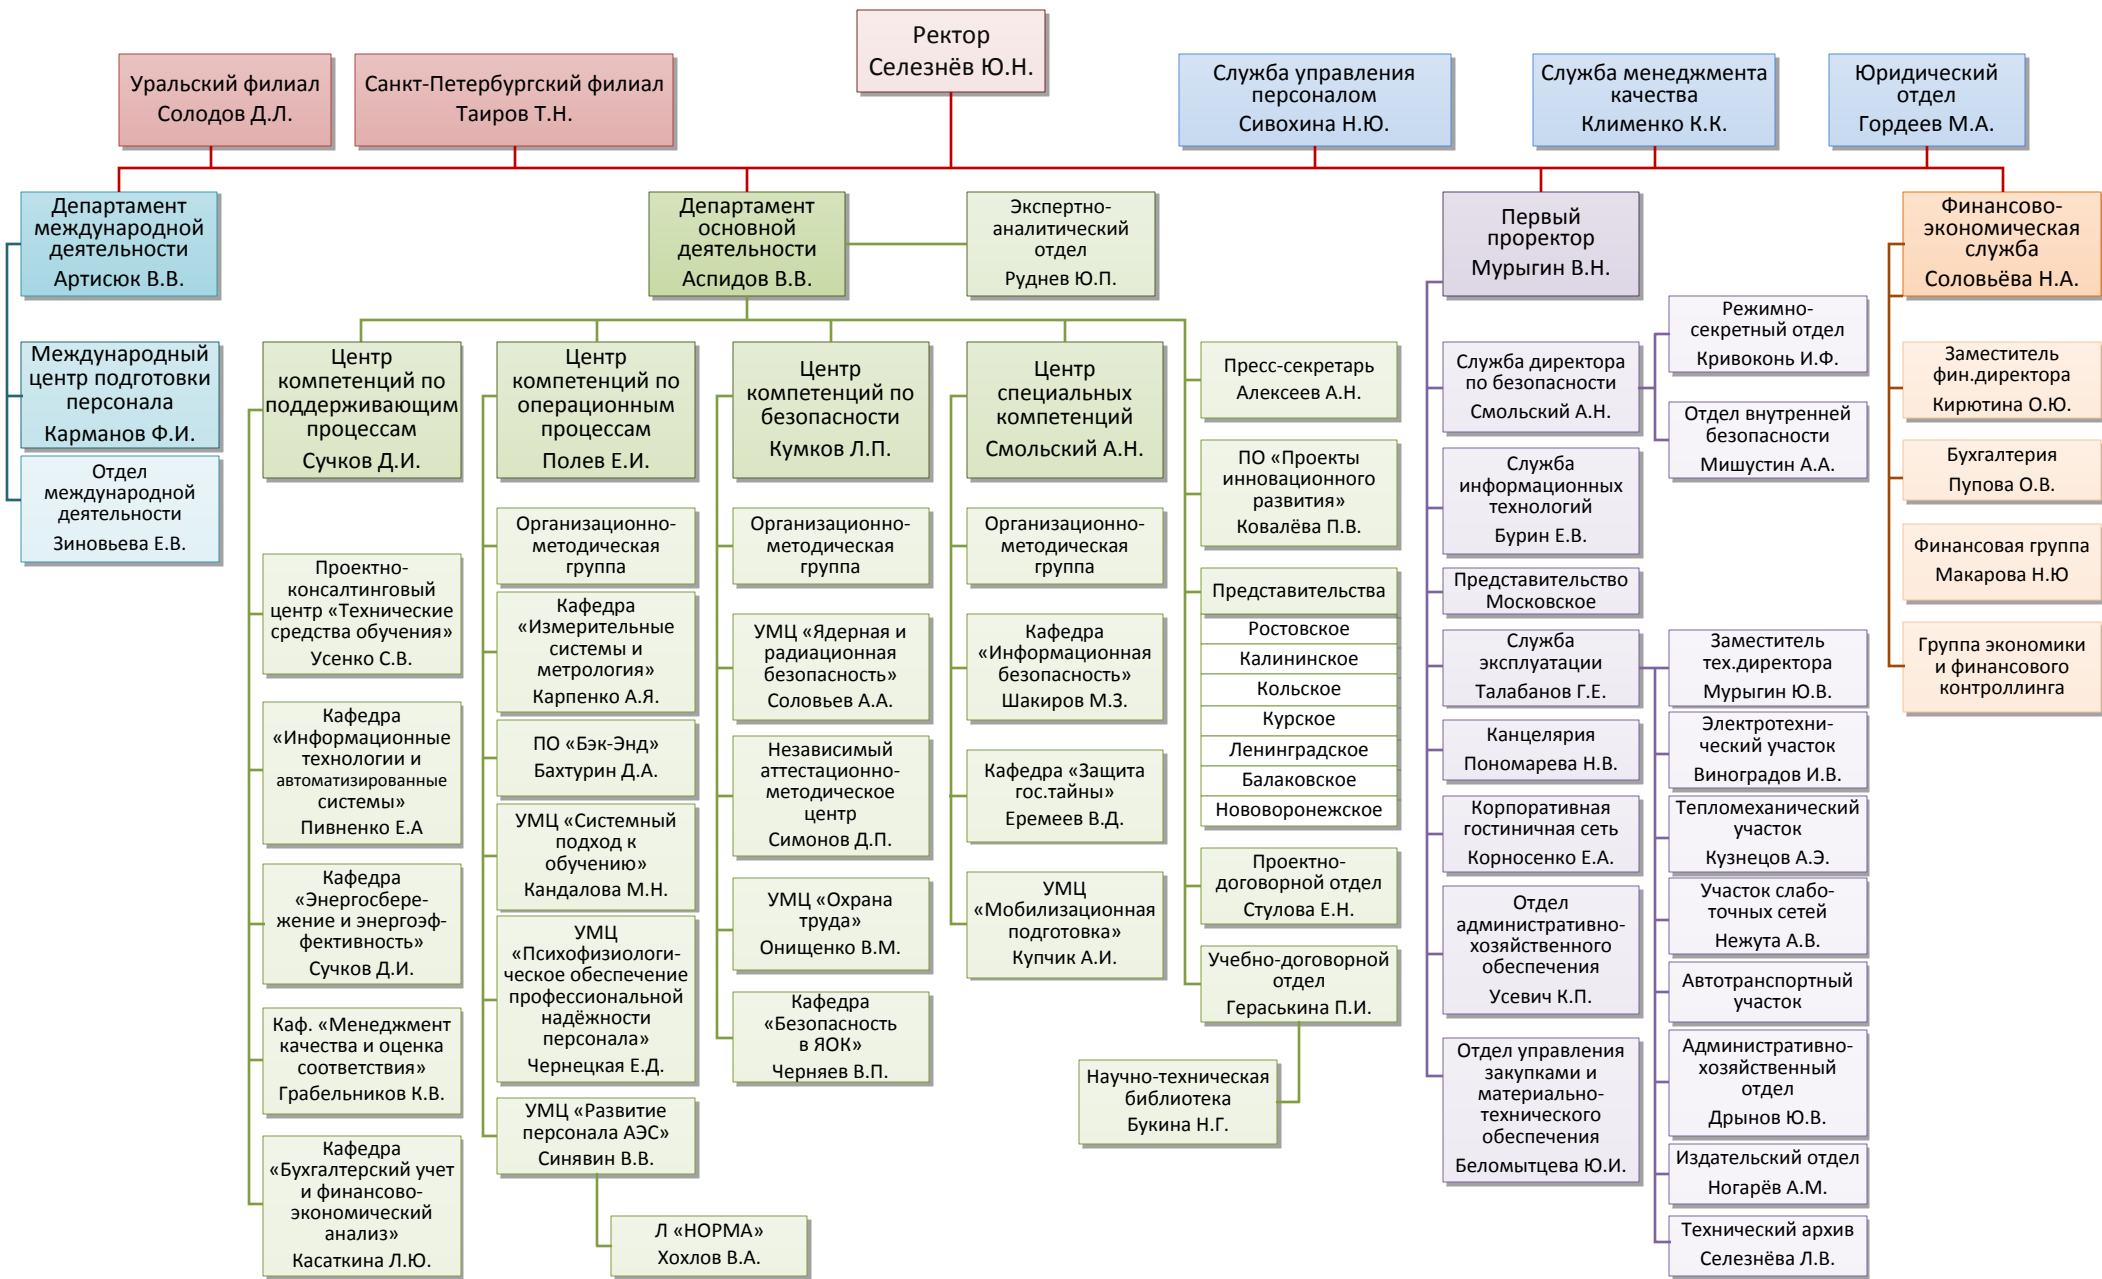 Ректор
Селезнёв Ю.Н.
Уральский филиал
Солодов Д.Л.
Санкт-Петербургский филиал
Таиров Т.Н.
Служба управления
персоналом
Сивохина Н.Ю.
Служба менеджмента
качества
Клименко К.К.
Юридический
отдел
Гордеев М.А.
Департамент
международной
деятельности
Артисюк В.В.
Департамент
основной
деятельности
Аспидов В.В.
Экспертно-
аналитический
отдел
Руднев Ю.П.
Первый
проректор
Мурыгин В.Н.
Финансово-
экономическая
служба
Соловьёва Н.А.
Международный
центр подготовки
персонала
Карманов Ф.И.
Отдел
международной
деятельности
Зиновьева Е.В.
Центр
компетенций по
поддерживающим
процессам
Сучков Д.И.
Проектно-
консалтинговый
центр «Технические
средства обучения»
Усенко С.В.
Кафедра
«Информационные
технологии и
автоматизированные
системы»
Пивненко Е.А
Кафедра
«Энергосбере-
жение и энергоэф-
фективность»
Сучков Д.И.
Каф. «Менеджмент
качества и оценка
соответствия»
Грабельников К.В.
Кафедра
«Бухгалтерский учет
и финансово-
экономический
анализ»
Касаткина Л.Ю.
Центр
компетенций по
операционным
процессам
Полев Е.И.
Организационно-
методическая
группа
Кафедра
«Измерительные
системы и
метрология»
Карпенко А.Я.
ПО «Бэк-Энд»
Бахтурин Д.А.
УМЦ «Системный
подход к
обучению»
Кандалова М.Н.
УМЦ
«Психофизиологи-
ческое обеспечение
профессиональной
надёжности
персонала»
Чернецкая Е.Д.
УМЦ «Развитие
персонала АЭС»
Синявин В.В.
Л «НОРМА»
Хохлов В.А.
Центр
компетенций по
безопасности
Кумков Л.П.
Организационно-
методическая
группа
УМЦ «Ядерная и
радиационная
безопасность»
Соловьев А.А.
Независимый
аттестационно-
методическое
центр
Симонов Д.П.
УМЦ «Охрана
труда»
Онищенко В.М.
Кафедра
«Безопасность
в ЯОК»
Черняев В.П.
Центр
специальных
компетенций
Смольский А.Н.
Организационно-
методическая
группа
Кафедра
«Информационная
безопасность»
Шакиров М.З.
Кафедра «Защита
гос.тайны»
Еремеев В.Д.
УМЦ
«Мобилизационная
подготовка»
Купчик А.И.
Пресс-секретарь
Алексеев А.Н.
ПО «Проекты
инновационного
развития»
Ковалёва П.В.
Представительства
Ростовское
Калининское
Кольское
Курское
Ленинградское
Балаковское
Нововоронежское
Проектно-
договорной отдел
Стулова Е.Н.
Учебно-договорной
отдел
Гераськина П.И.
Научно-техническая
библиотека
Букина Н.Г.
Служба директора
по безопасности
Смольский А.Н.
Режимно-
секретный отдел
Кривоконь И.Ф.
Отдел внутренней
безопасности
Мишустин А.А.
Служба
информационных
технологий
Бурин Е.В.
Представительство
Московское
Служба
эксплуатации
Талабанов Г.Е.
Канцелярия
Пономарева Н.В.
Корпоративная
гостиничная сеть
Корносенко Е.А.
Отдел
административно-
хозяйственного
обеспечения
Усевич К.П.
Отдел управления
закупками и
материально-
технического
обеспечения
Беломытцева Ю.И.
Заместитель
тех.директора
Мурыгин Ю.В.
Электротехни-
ческий участок
Виноградов И.В.
Тепломеханический
участок
Кузнецов А.Э.
Участок слабо-
точных сетей
Нежута А.В.
Автотранспортный
участок
Административно-
хозяйственный
отдел
Дрынов Ю.В.
Издательский отдел
Ногарёв А.М.
Технический архив
Селезнёва Л.В.
Заместитель
фин.директора
Кирютина О.Ю.
Бухгалтерия
Пупова О.В.
Финансовая группа
Макарова Н.Ю
Группа экономики
и финансового
контроллинга